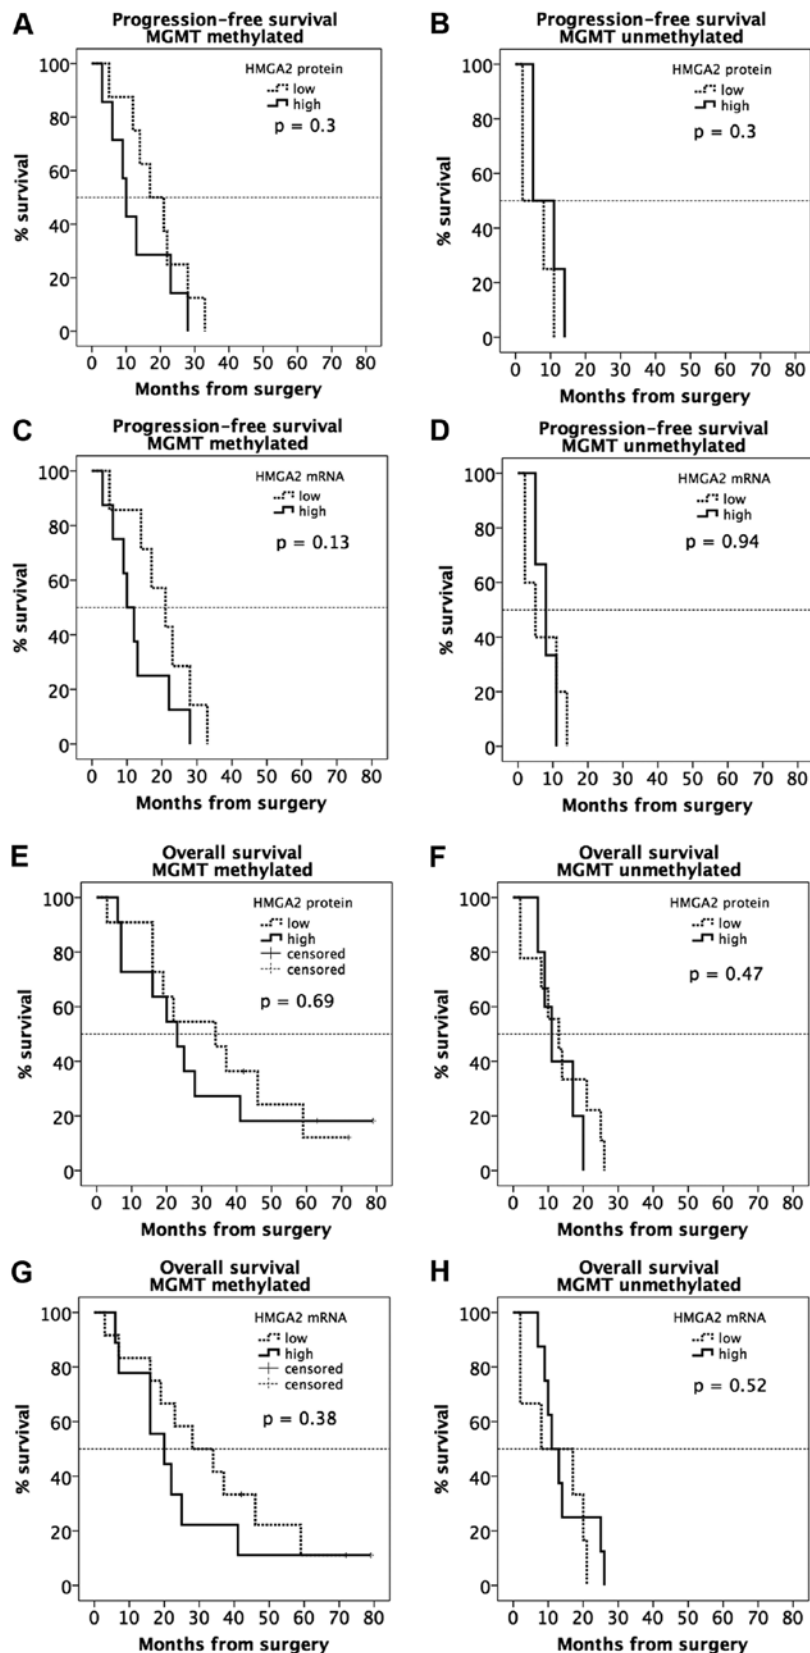 A
Progression-free survival
MGMT methylated
HMGA2 protein
low
high
p = 0.3
100
80
60
40
20
0
% survival
0 10 20 30 40 50 60 70 80
Months from surgery
B
Progression-free survival
MGMT unmethylated
HMGA2 protein
low
high
p = 0.3
100
80
60
40
20
0
% survival
0 10 20 30 40 50 60 70 80
Months from surgery
C
Progression-free survival
MGMT methylated
HMGA2 mRNA
low
high
p = 0.13
100
80
60
40
20
0
% survival
0 10 20 30 40 50 60 70 80
Months from surgery
D
Progression-free survival
MGMT unmethylated
HMGA2 mRNA
low
high
p = 0.94
100
80
60
40
20
0
% survival
0 10 20 30 40 50 60 70 80
Months from surgery
E
Overall survival
MGMT methylated
HMGA2 protein
low
high
censored
censored
p = 0.69
100
80
60
40
20
0
% survival
0 10 20 30 40 50 60 70 80
Months from surgery
F
Overall survival
MGMT unmethylated
HMGA2 protein
low
high
p = 0.47
100
80
60
40
20
0
% survival
0 10 20 30 40 50 60 70 80
Months from surgery
G
Overall survival
MGMT methylated
HMGA2 mRNA
low
high
censored
censored
p = 0.38
100
80
60
40
20
0
% survival
0 10 20 30 40 50 60 70 80
Months from surgery
H
Overall survival
MGMT unmethylated
HMGA2 mRNA
low
high
p = 0.52
100
80
60
40
20
0
% survival
0 10 20 30 40 50 60 70 80
Months from surgery